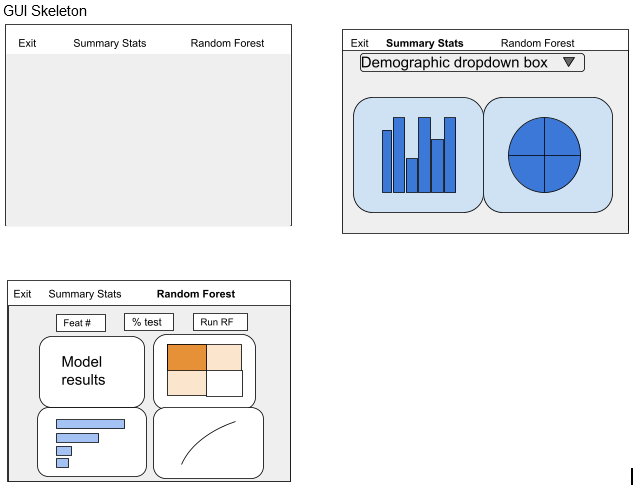 GUI Skeleton
Exit Summary Stats Random Forest
Exit Summary Stats Random Forest
Demographic dropdown box
Exit Summary Stats Random Forest
Feat # % test Run RF
Model
results